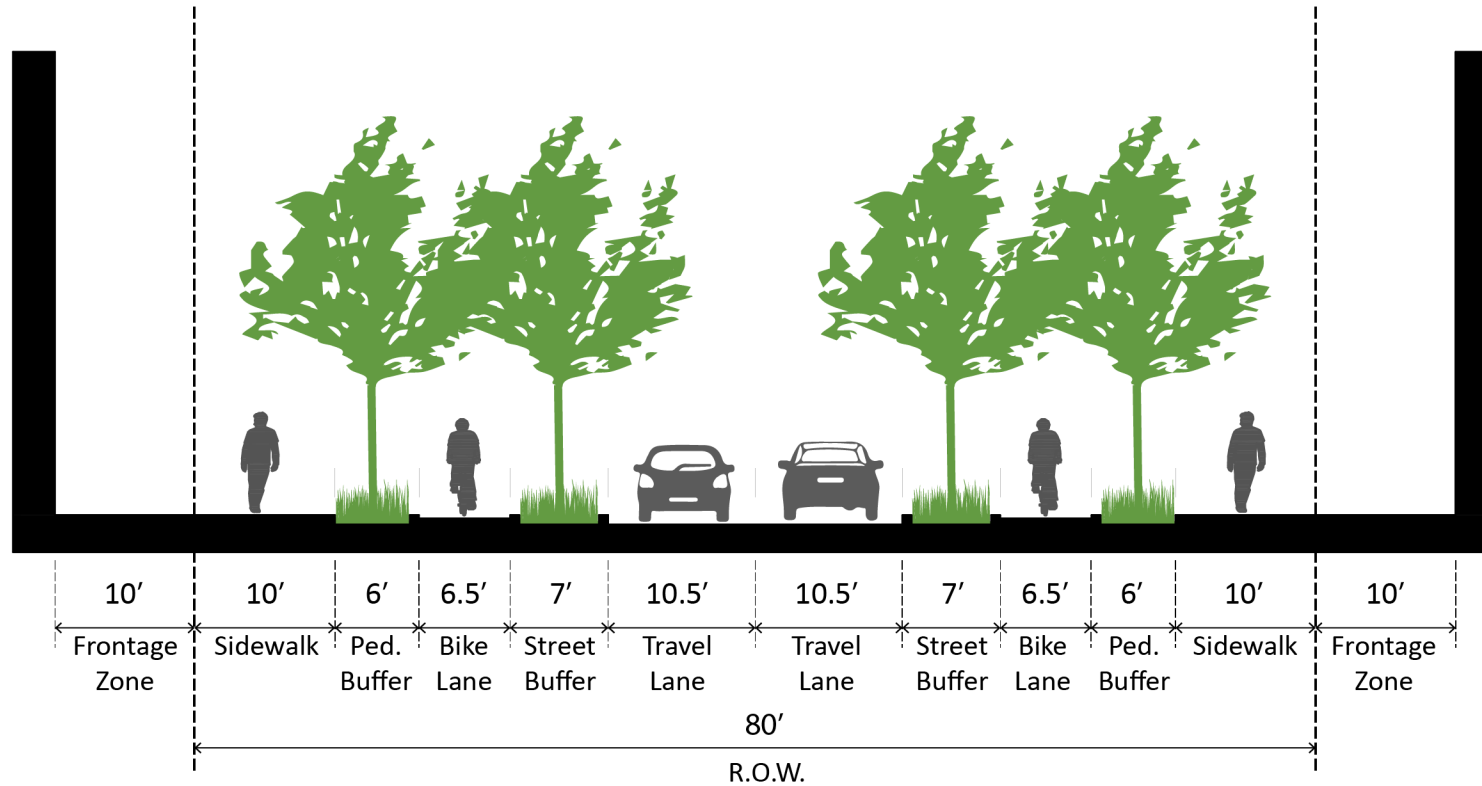 10′ 10′ 6′ 6.5′ 7′ 10.5′ 10.5′ 7′ 6.5′ 6′ 10′ 10′
Frontage Sidewalk Ped. Bike Street Travel Travel Street Bike Ped. Sidewalk Frontage
Zone Buffer Lane Buffer Lane Lane Buffer Lane Buffer Zone
80′
R.O.W.